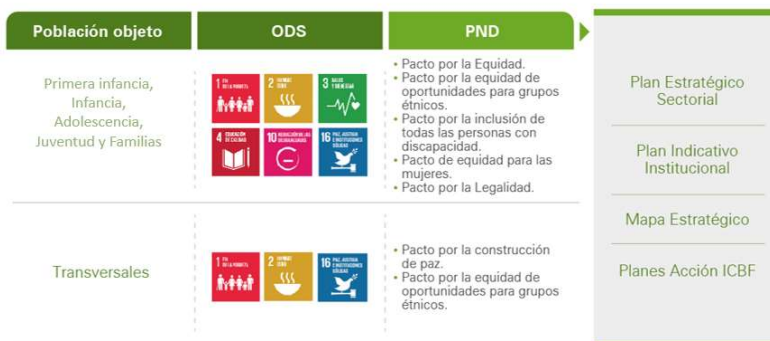 Población objeto
ODS
PND
Primera infancia,
Infancia,
Adolescencia,
Juventud y Familias
1 FIN
DE LA POBREZA
2 HAMBRE
CERO
3 SALUD
Y BIENESTAR
4 EDUCACIÓN
DE CALIDAD
10 REDUCCIÓN DE LAS
DESIGUALDADES
16 PAZ, JUSTICIA
E INSTITUCIONES
SÓLIDAS
• Pacto por la Equidad.
• Pacto por la equidad de
oportunidades para grupos
étnicos.
• Pacto por la inclusión de
todas las personas con
discapacidad.
• Pacto de equidad para las
mujeres.
• Pacto por la Legalidad.
Transversales
1 FIN
DE LA POBREZA
2 HAMBRE
CERO
16 PAZ, JUSTICIA
E INSTITUCIONES
SÓLIDAS
• Pacto por la construcción
de paz.
• Pacto por la equidad de
oportunidades para grupos
étnicos.
Plan Estratégico
Sectorial
Plan Indicativo
Institucional
Mapa Estratégico
Planes Acción ICBF